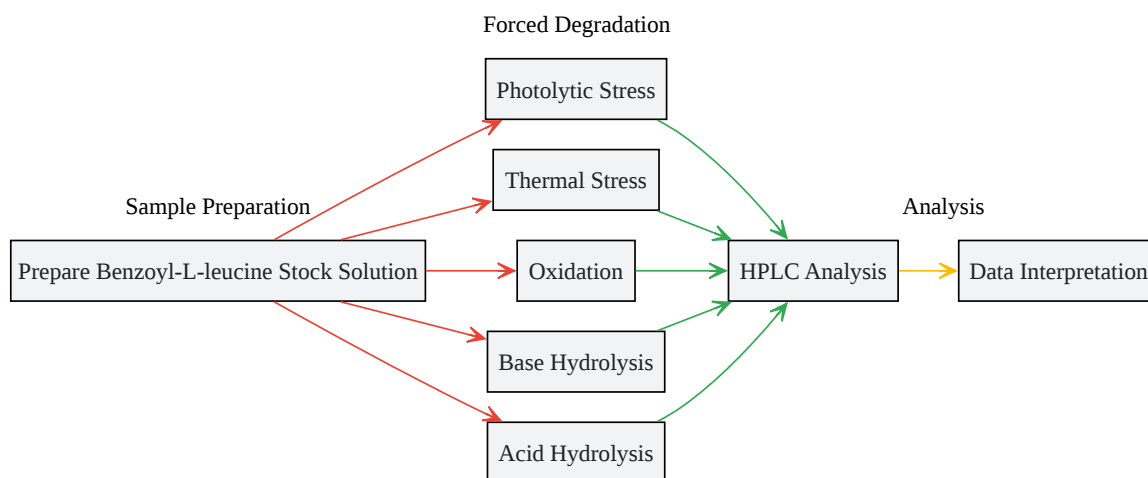 Forced Degradation
Photolytic Stress
Thermal Stress
Sample Preparation
Analysis
Prepare Benzoyl-L-leucine Stock Solution
Oxidation
HPLC Analysis
Data Interpretation
Base Hydrolysis
Acid Hydrolysis